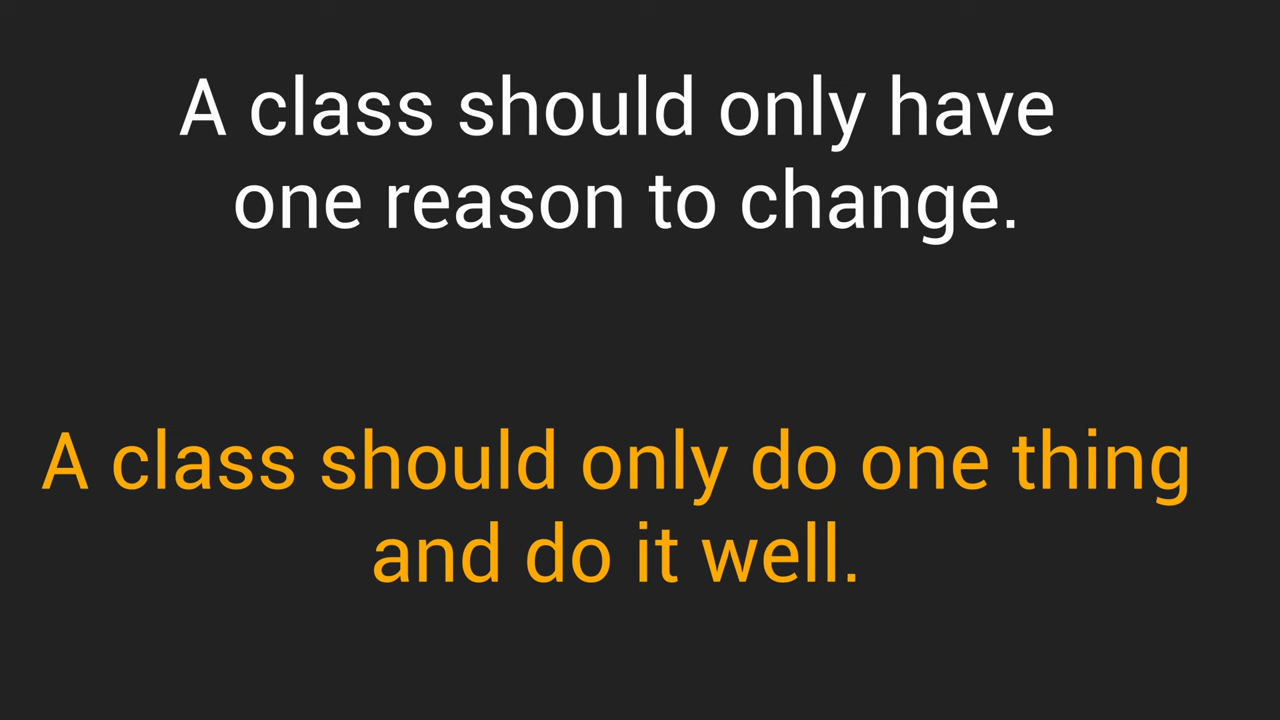 A class should only have
one reason to change.
A class should only do one thing
and do it well.